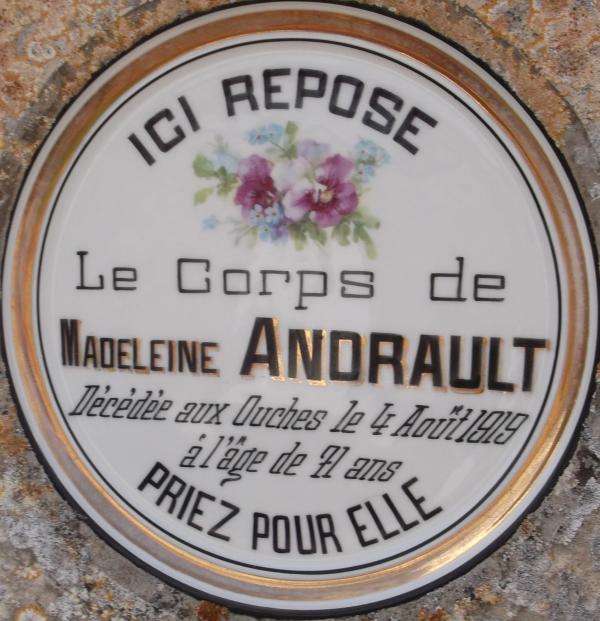 ICI REPOSE
Le Corps de
MADELEINE ANDRAULT
Décédée aux Ouches le 4 Août 1919
à l'âge de 71 ans
PRIEZ POUR ELLE